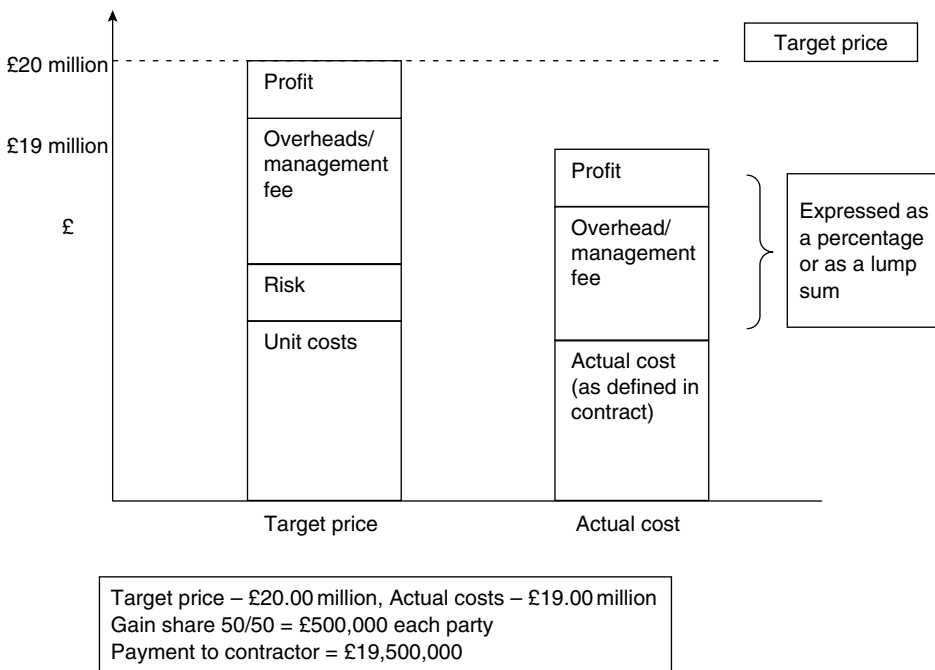 Target price
£20 million
Profit
Overheads/
management
fee
£19 million
Profit
Expressed as
a percentage
or as a lump
sum
£
Overhead/
management
fee
Risk
Unit costs
Actual cost
(as defined in
contract)
Target price
Actual cost
Target price – £20.00 million, Actual costs – £19.00 million
Gain share 50/50 = £500,000 each party
Payment to contractor = £19,500,000